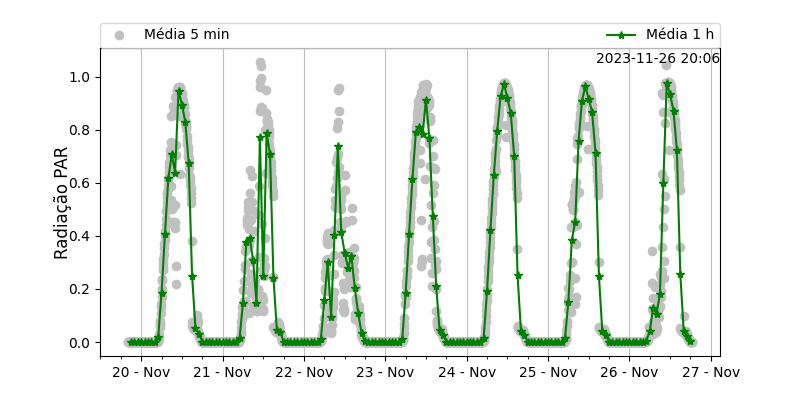 Média 5 min
Média 1 h
2023-11-26 20:06
Radiação PAR
1.0
0.8
0.6
0.4
0.2
0.0
20 - Nov
21 - Nov
22 - Nov
23 - Nov
24 - Nov
25 - Nov
26 - Nov
27 - Nov